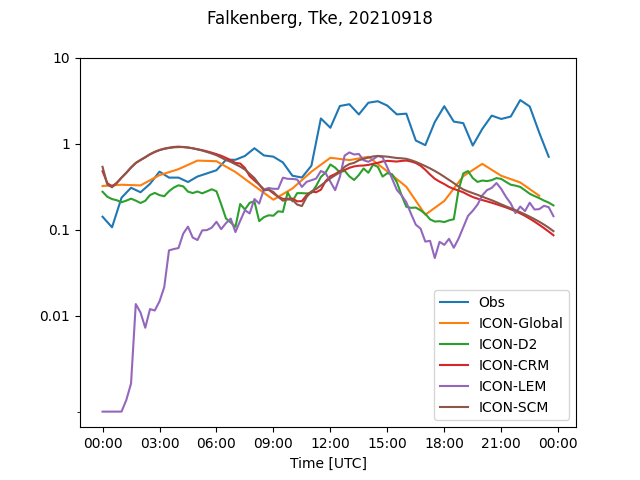 Falkenberg, Tke, 20210918
10
1
0.1
0.01
Obs
ICON-Global
ICON-D2
ICON-CRM
ICON-LEM
ICON-SCM
00:00 03:00 06:00 09:00 12:00 15:00 18:00 21:00 00:00
Time [UTC]